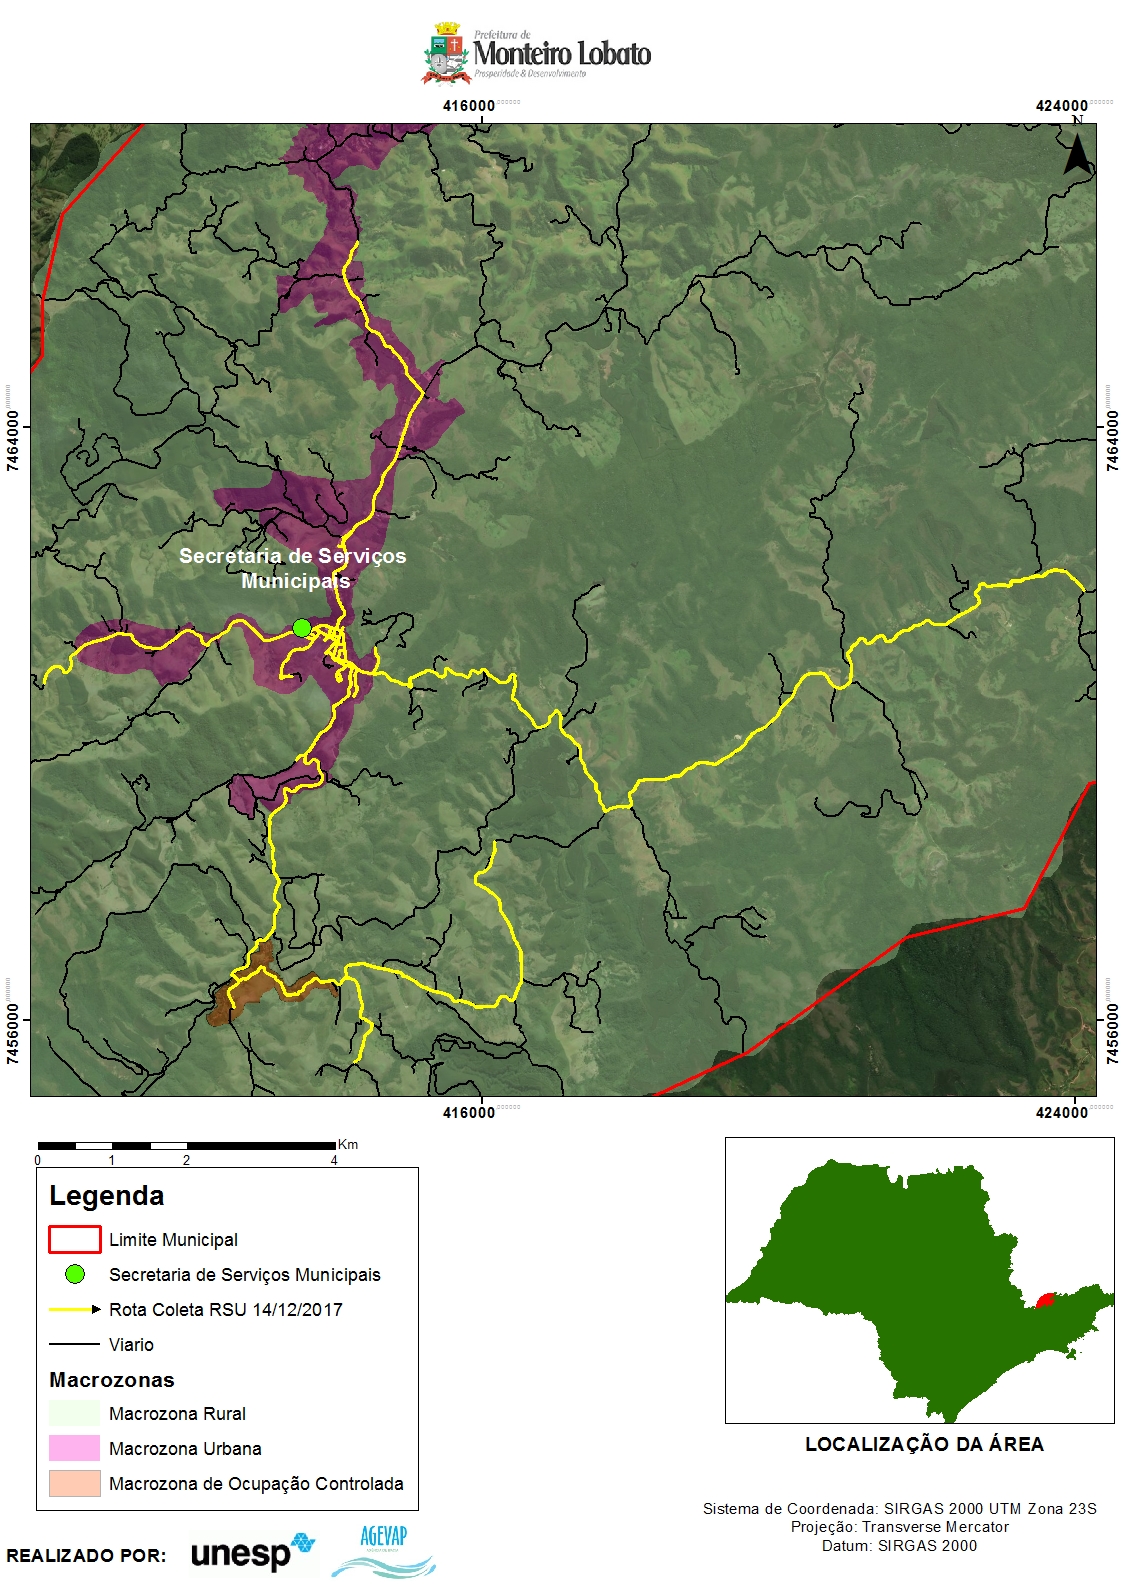 Prefeitura de
Monteiro Lobato
Prosperidade & Desenvolvimento
416000 424000
N
7464000 7464000
Secretaria de Serviços
Municipais
7456000 7456000
416000 424000
Km
0 1 2 4
Legenda
Limite Municipal
Secretaria de Serviços Municipais
Rota Coleta RSU 14/12/2017
Viario
Macrozonas
Macrozona Rural
Macrozona Urbana
Macrozona de Ocupação Controlada
LOCALIZAÇÃO DA ÁREA
Sistema de Coordenada: SIRGAS 2000 UTM Zona 23S
Projeção: Transverse Mercator
Datum: SIRGAS 2000
REALIZADO POR: unesp AGEVAP